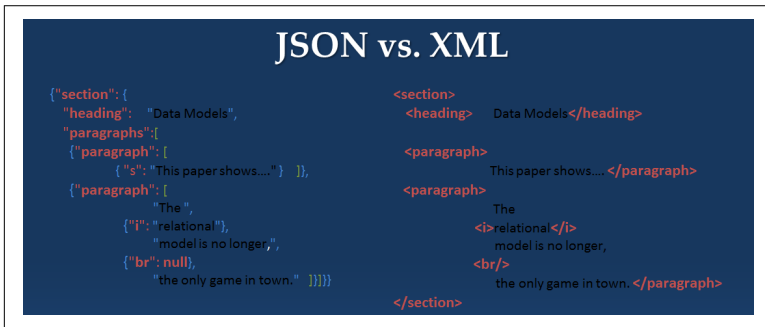 JSON vs. XML
{"section": {
"heading": "Data Models",
"paragraphs":[
{"paragraph": [
{ "s": "This paper shows...." } ]},
{"paragraph": [
"The ",
{"i": "relational"},
"model is no longer,",
{"br": null},
"the only game in town." ]}]}}
<section>
<heading> Data Models</heading>
<paragraph>
This paper shows.... </paragraph>
<paragraph>
The
<i>relational</i>
model is no longer,
<br/>
the only game in town. </paragraph>
</section>